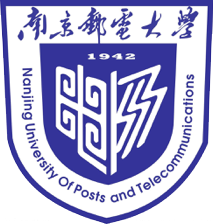 南京郵電大學
1942
Nanjing University Of Posts and Telecommunications